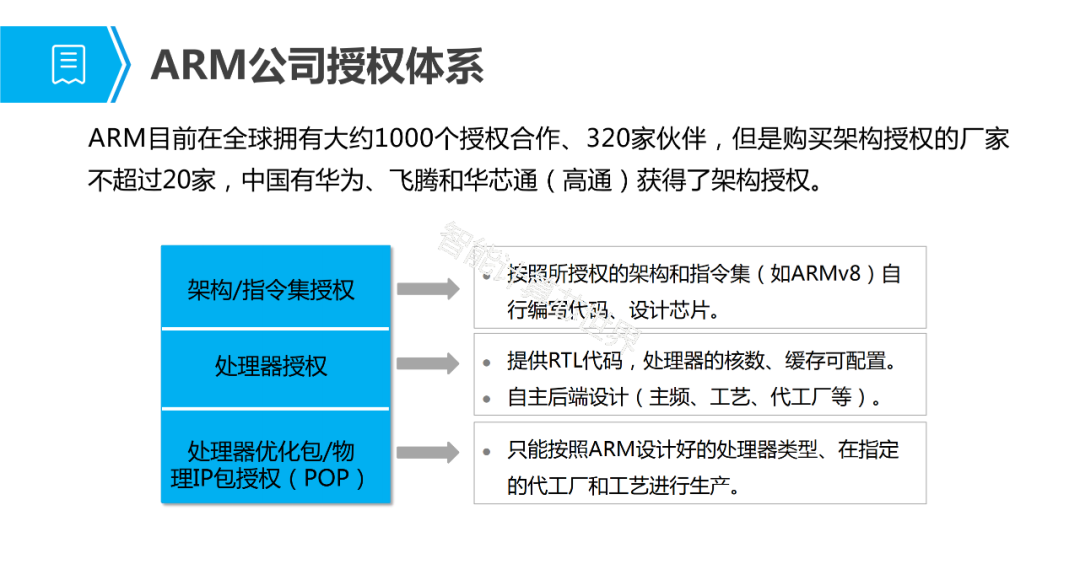 ARM公司授权体系
ARM目前在全球拥有大约1000个授权合作、320家伙伴，但是购买架构授权的厂家
不超过20家，中国有华为、飞腾和华芯通（高通）获得了架构授权。
架构/指令集授权
• 按照所授权的架构和指令集（如ARMv8）自
行编写代码、设计芯片。
处理器授权
• 提供RTL代码，处理器的核数、缓存可配置。
• 自主后端设计（主频、工艺、代工厂等）。
处理器优化包/物
理IP包授权（POP）
• 只能按照ARM设计好的处理器类型、在指定
的代工厂和工艺进行生产。